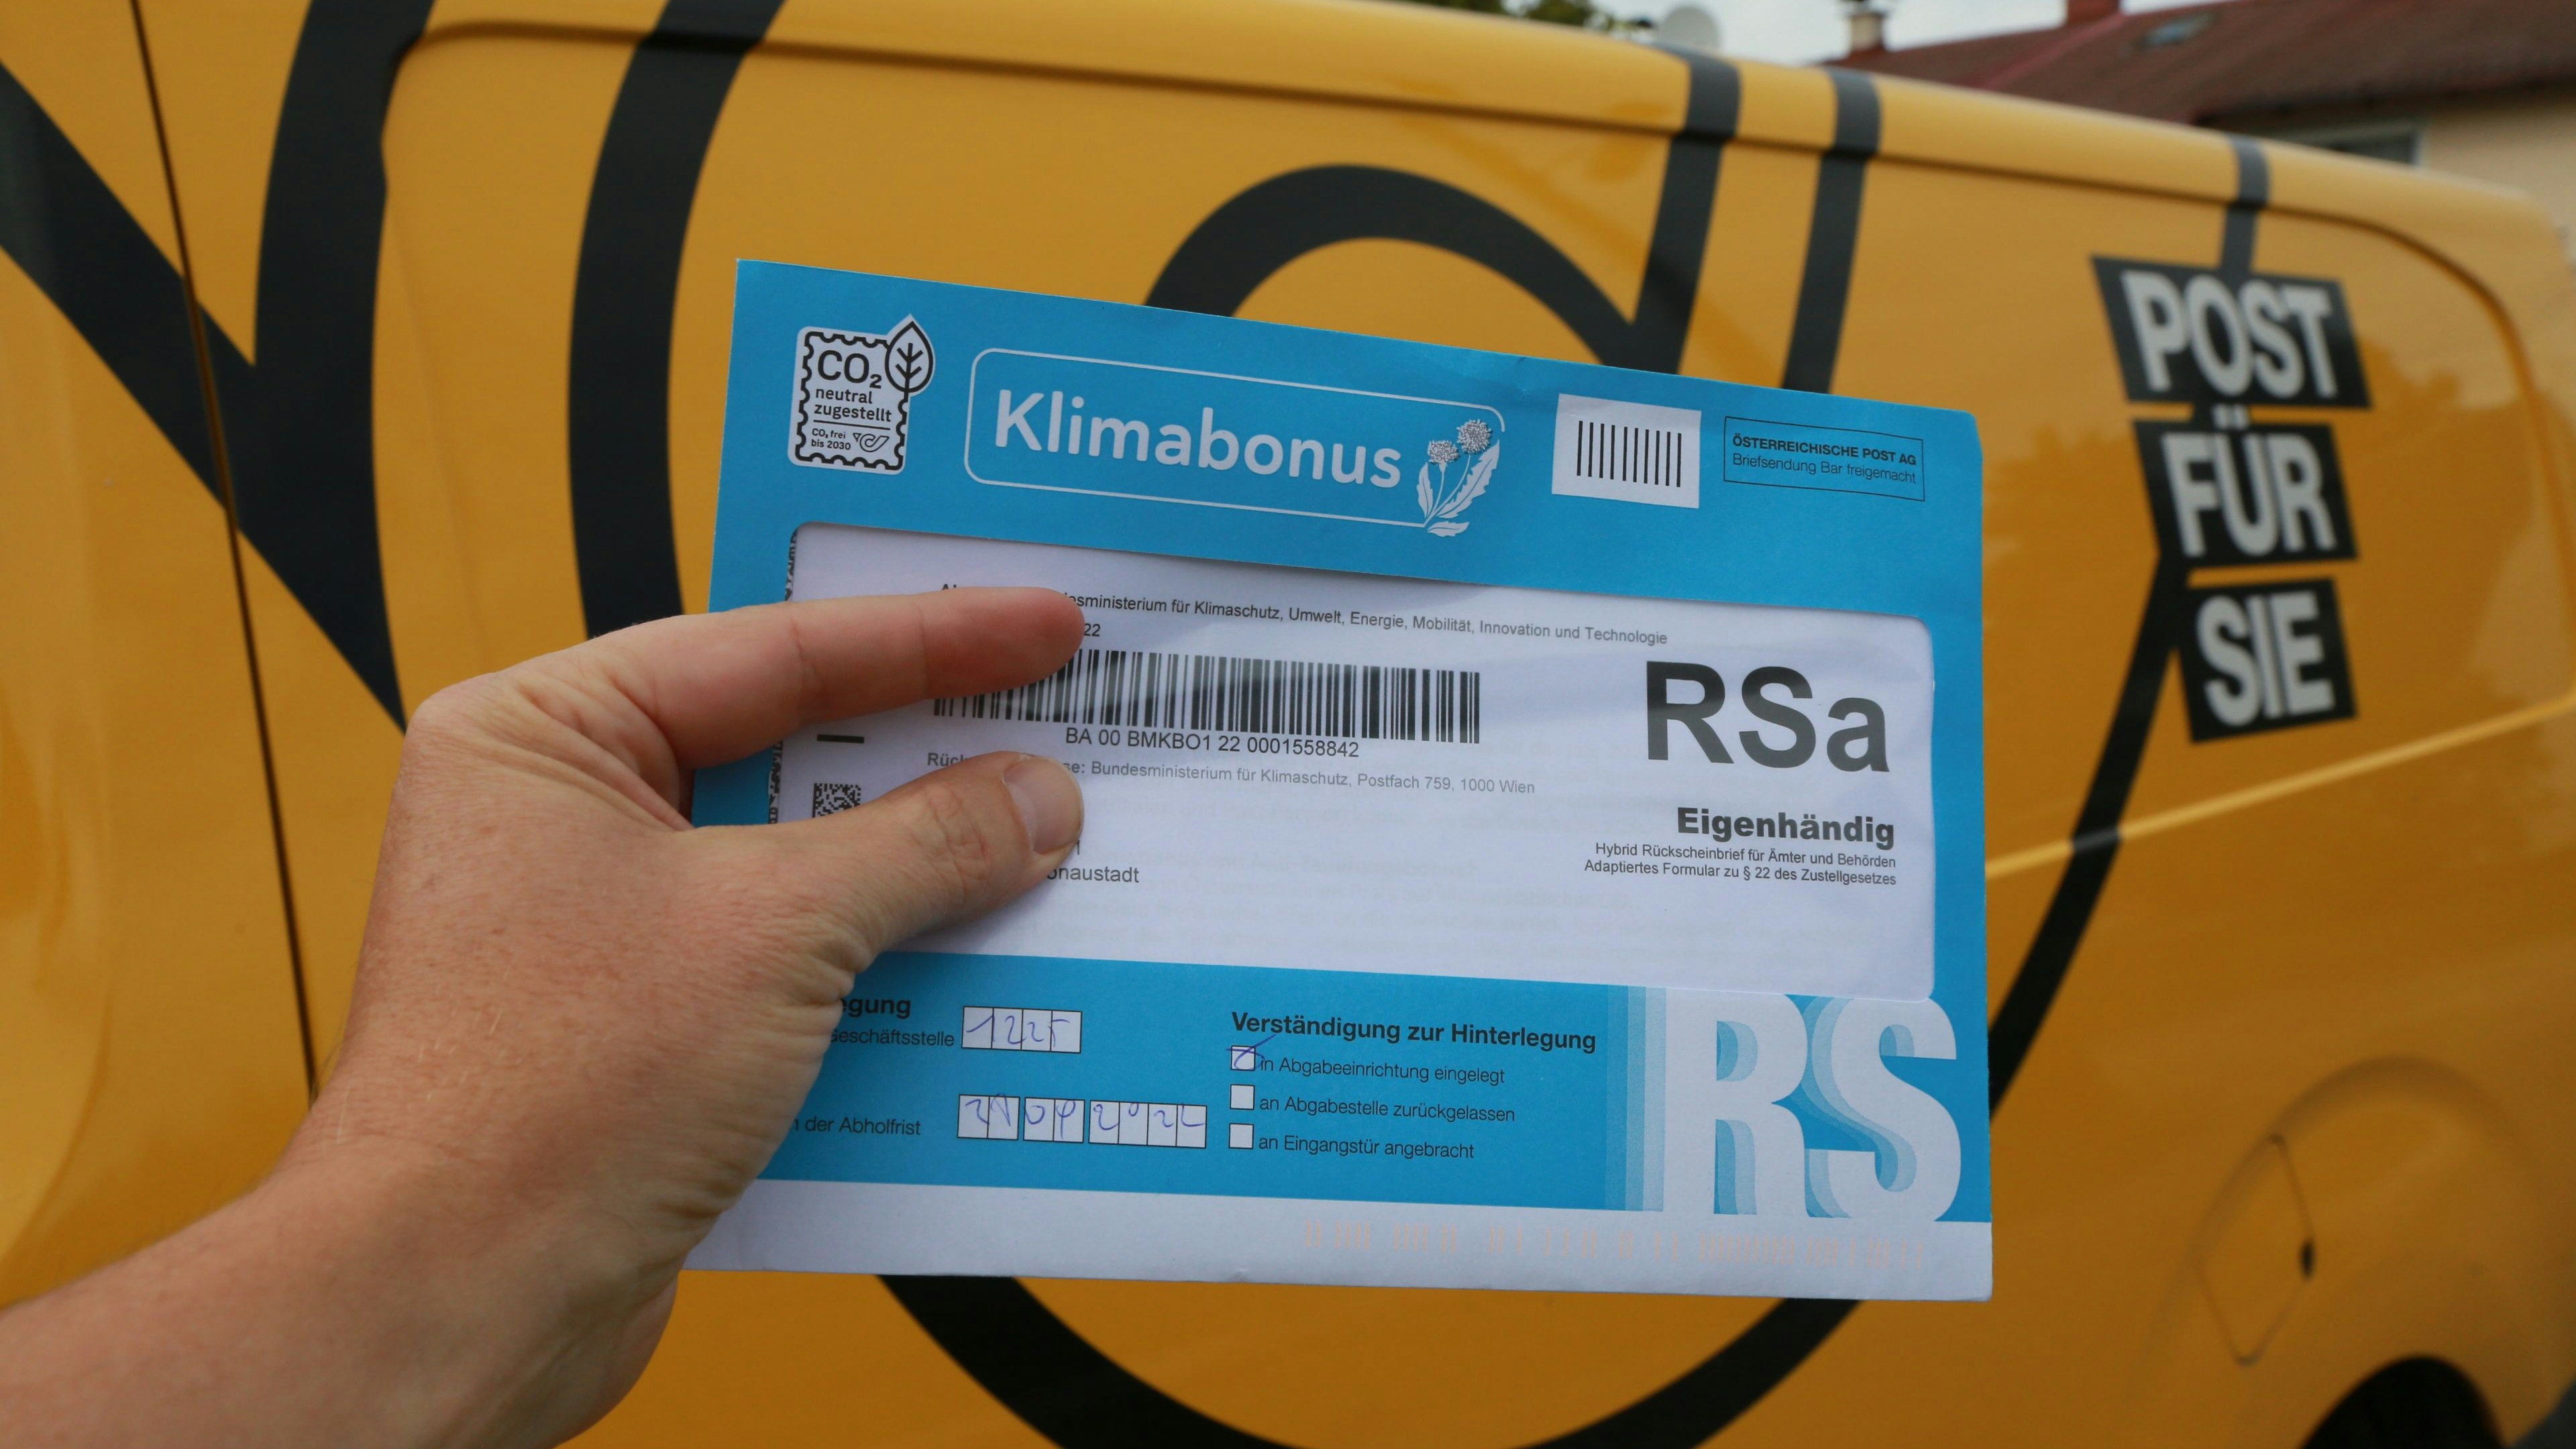 CO₂
neutral
zugestellt
CO₂ frei
bis 2030
Klimabonus
ÖSTERREICHISCHE POST AG
Briefsendung Bar freigemacht
POST
FÜR
SIE
für Klimaschutz, Umwelt, Energie, Mobilität, Innovation und Technologie
22
RSa
BA 00 BMKBO1 22 0001558842
Bundesministerium für Klimaschutz, Postfach 759, 1000 Wien
Eigenhändig
Hybrid Rückscheinbrief für Ämter und Behörden
Adaptiertes Formular zu § 22 des Zustellgesetzes
Geschäftsstelle 1225
der Abholfrist
Verständigung zur Hinterlegung
in Abgabeeinrichtung eingelegt
an Abgabestelle zurückgelassen
an Eingangstür angebracht
RS